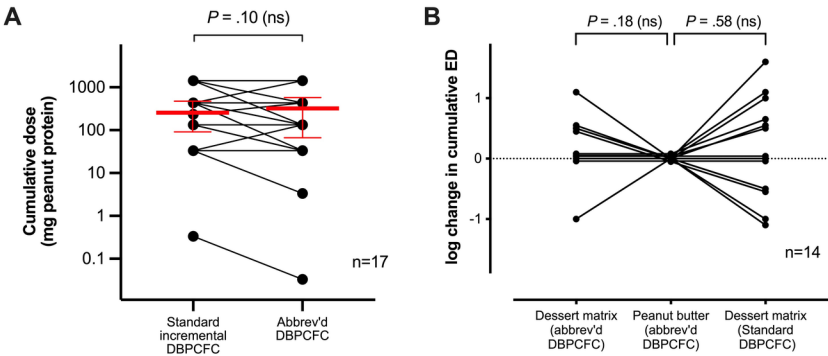 A
P = .10 (ns)
Cumulative dose
(mg peanut protein)
1000
100
10
1
0.1
n=17
Standard
incremental
DBPCFC
Abbrev'd
DBPCFC
B
P = .18 (ns)
P = .58 (ns)
log change in cumulative ED
1
0
-1
n=14
Dessert matrix
(abbrev'd
DBPCFC)
Peanut butter
(abbrev'd
DBPCFC)
Dessert matrix
(Standard
DBPCFC)